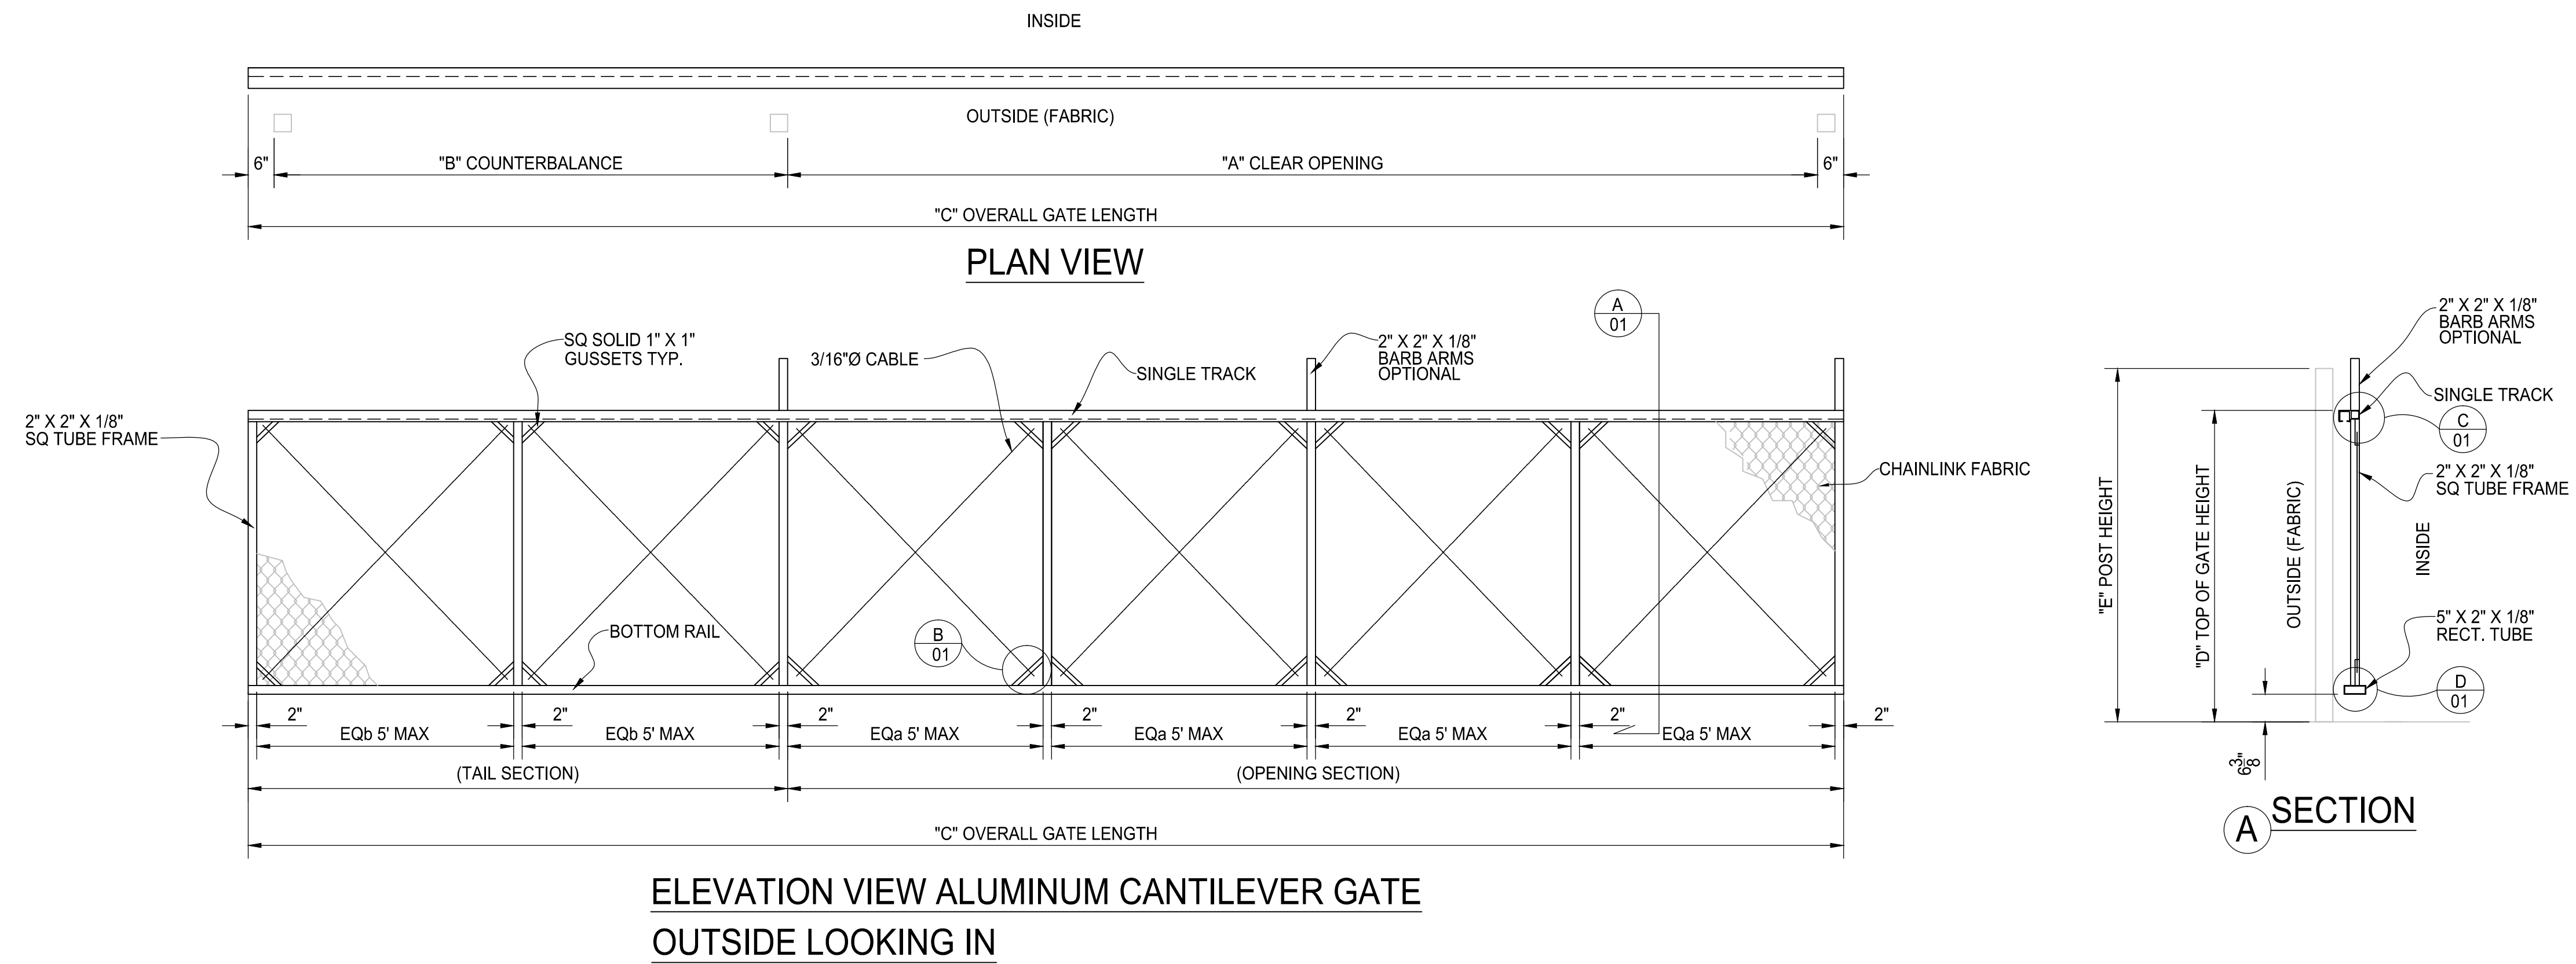 INSIDE
OUTSIDE (FABRIC)
6"
"B" COUNTERBALANCE
"A" CLEAR OPENING
6"
"C" OVERALL GATE LENGTH
PLAN VIEW
SQ SOLID 1" X 1"
GUSSETS TYP.
3/16"Ø CABLE
SINGLE TRACK
2" X 2" X 1/8"
BARB ARMS
OPTIONAL
A
01
2" X 2" X 1/8"
SQ TUBE FRAME
CHAINLINK FABRIC
BOTTOM RAIL
B
01
2"
2"
2"
2"
2"
2"
2"
EQb 5' MAX
EQb 5' MAX
EQa 5' MAX
EQa 5' MAX
EQa 5' MAX
EQa 5' MAX
(TAIL SECTION)
(OPENING SECTION)
"C" OVERALL GATE LENGTH
ELEVATION VIEW ALUMINUM CANTILEVER GATE
OUTSIDE LOOKING IN
2" X 2" X 1/8"
BARB ARMS
OPTIONAL
SINGLE TRACK
C
01
2" X 2" X 1/8"
SQ TUBE FRAME
"E" POST HEIGHT
"D" TOP OF GATE HEIGHT
OUTSIDE (FABRIC)
INSIDE
5" X 2" X 1/8"
RECT. TUBE
D
01
6 3/8"
A SECTION